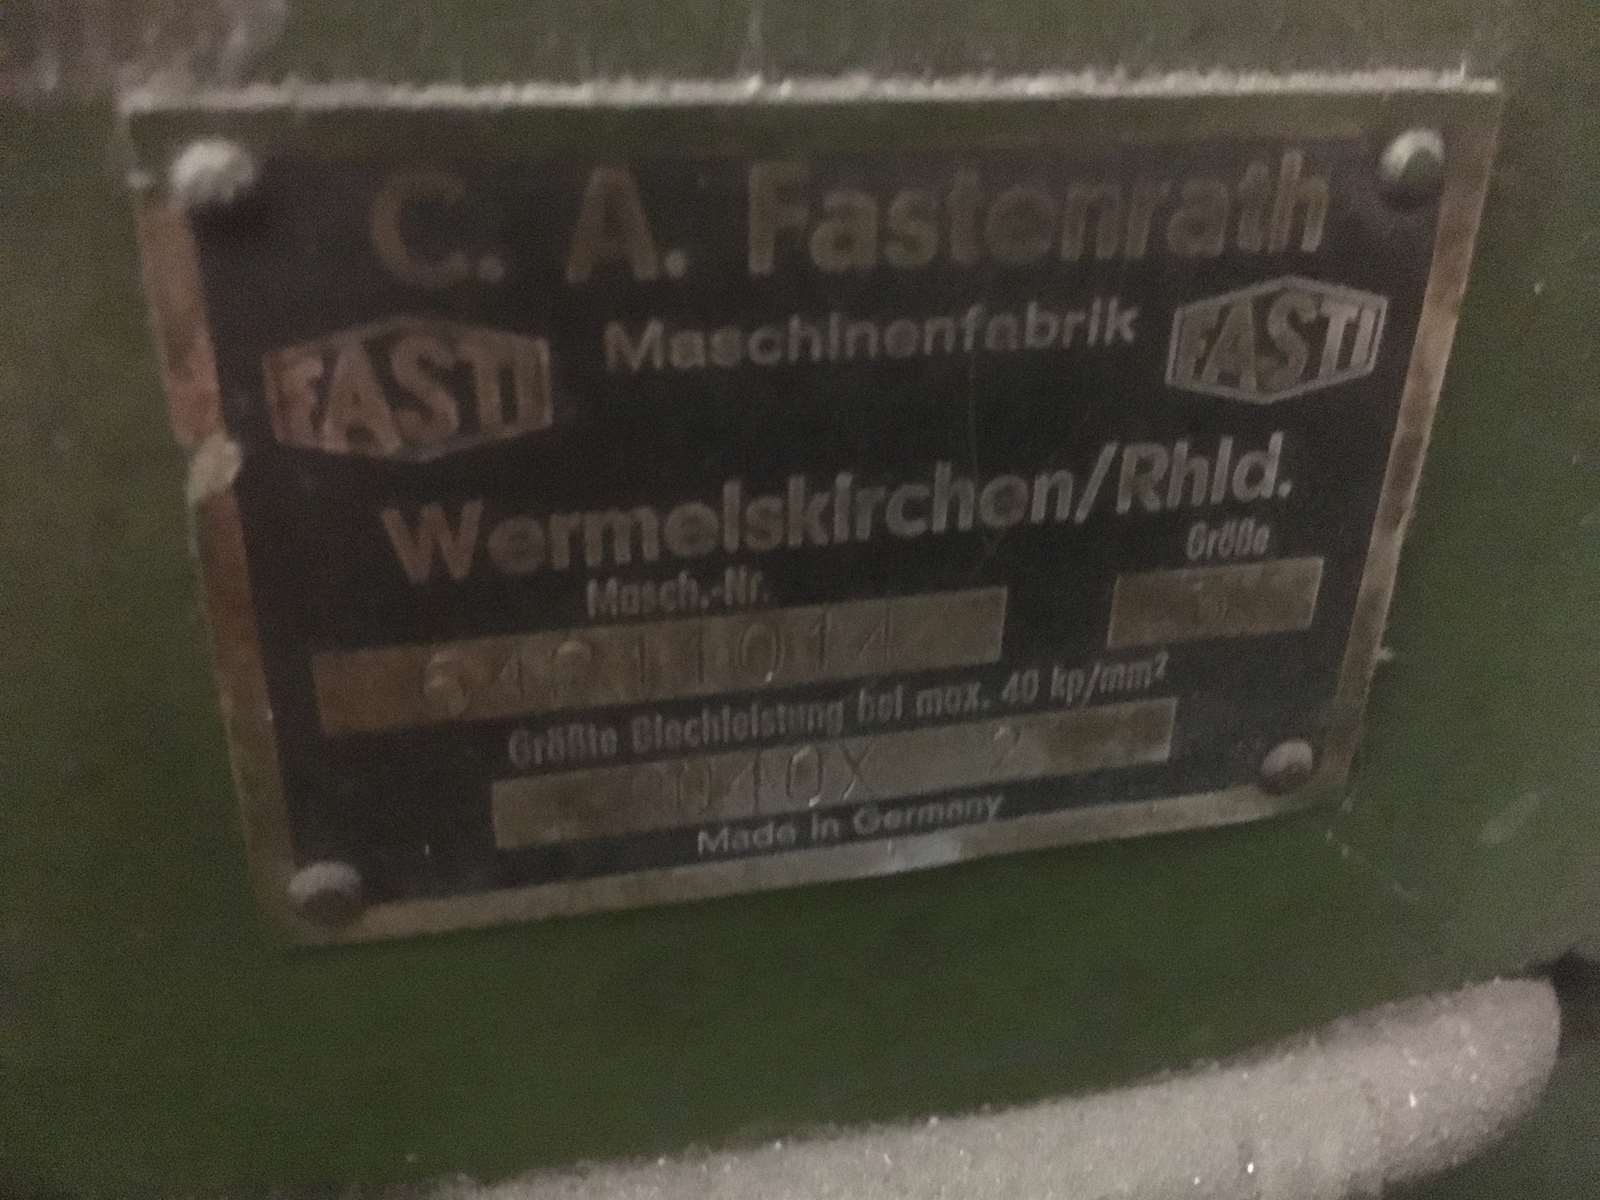 C. A. Fastenrath
FASTI Maschinenfabrik FASTI
Wermelskirchen/Rhld.
Masch.-Nr. Größe
Größte Blechleistung bei max. 40 kp/mm²
Made in Germany